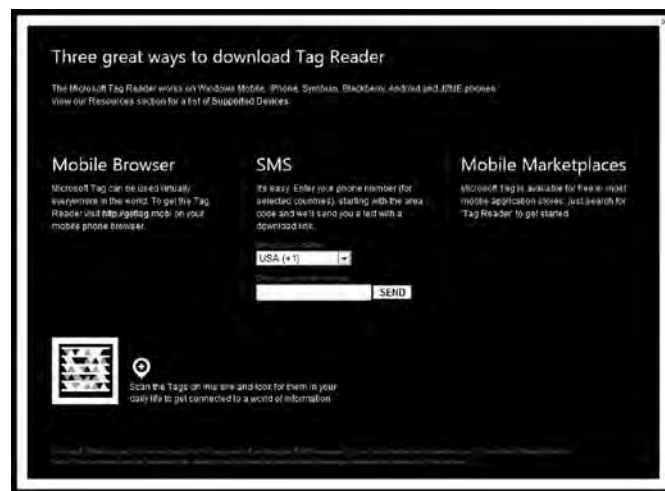 Three great ways to download Tag Reader
The Microsoft Tag Reader works on Windows Mobile, iPhone, Symbian, Blackberry, Android and J2ME phones.
View our Resources section for a list of Supported Devices
Mobile Browser
Microsoft Tag can be used virtually
everywhere in the world. To get the Tag
Reader visit http://gettag.mobi on your
mobile phone browser.
SMS
Its easy. Enter your phone number (for
selected countries), starting with the area
code and we'll send you a text with a
download link.
USA (+1)
SEND
Mobile Marketplaces
Microsoft Tag is available for free in most
mobile application stores, just search for
'Tag Reader' to get started.
Scan the Tags on this site and look for them in your
daily life to get connected to a world of information